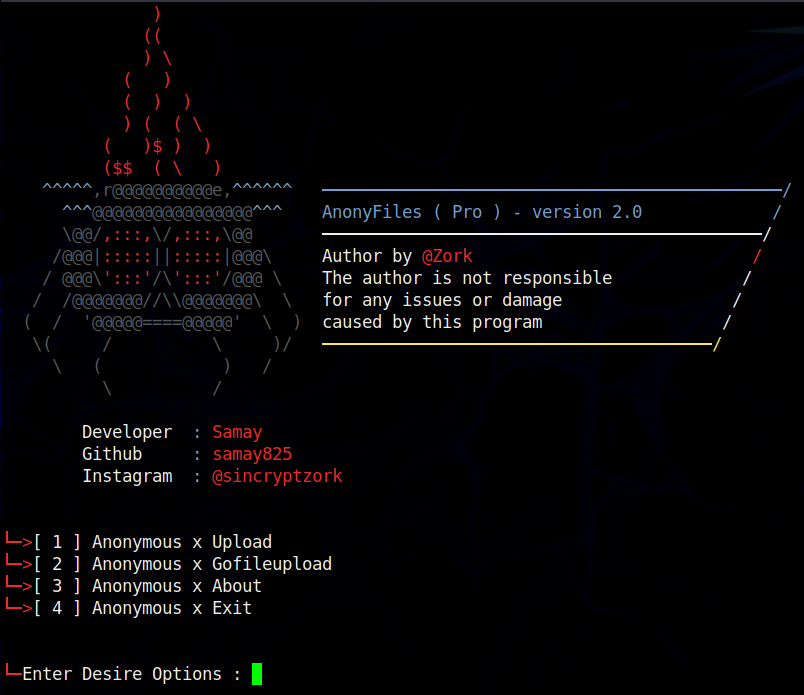 AnonyFiles ( Pro ) - version 2.0
Author by @Zork
The author is not responsible
for any issues or damage
caused by this program
Developer : Samay
Github : samay825
Instagram : @sincryptzork
[ 1 ] Anonymous x Upload
[ 2 ] Anonymous x Gofileupload
[ 3 ] Anonymous x About
[ 4 ] Anonymous x Exit
Enter Desire Options :